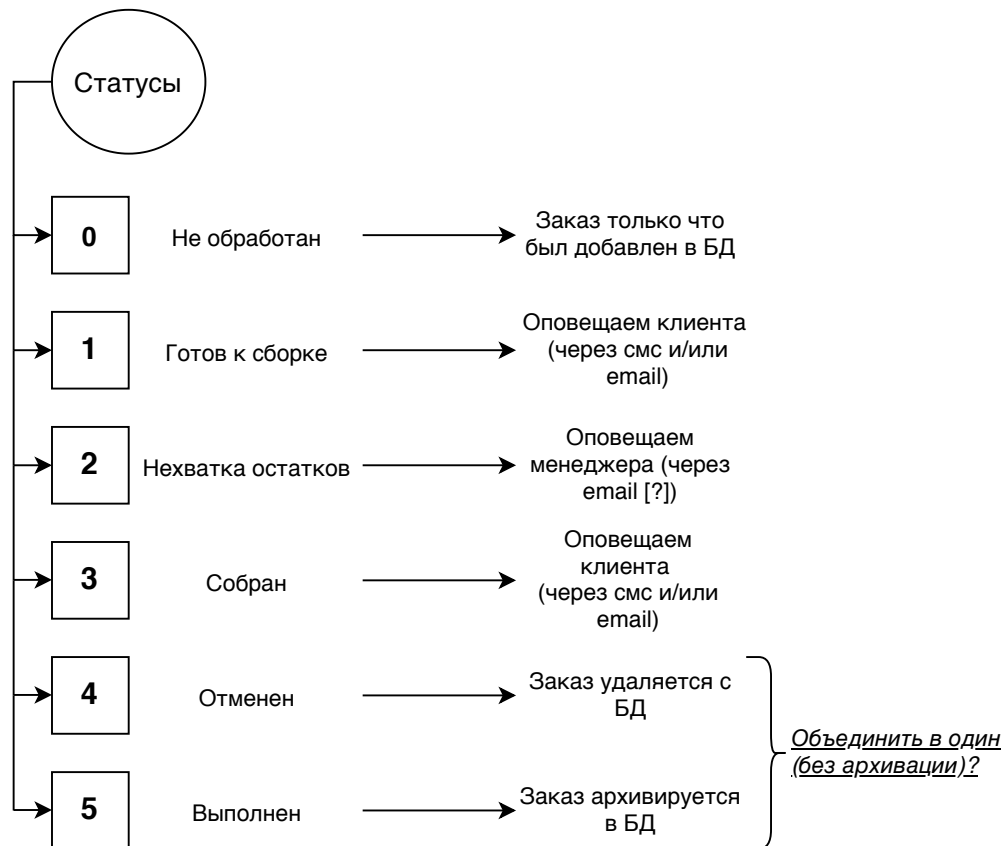 Статусы
0
Не обработан
Заказ только что
был добавлен в БД
1
Готов к сборке
Оповещаем клиента
(через смс и/или
email)
2
Нехватка остатков
Оповещаем
менеджера (через
email [?])
3
Собран
Оповещаем
клиента
(через смс и/или
email)
4
Отменен
Заказ удаляется с
БД
Объединить в один
(без архивации)?
5
Выполнен
Заказ архивируется
в БД